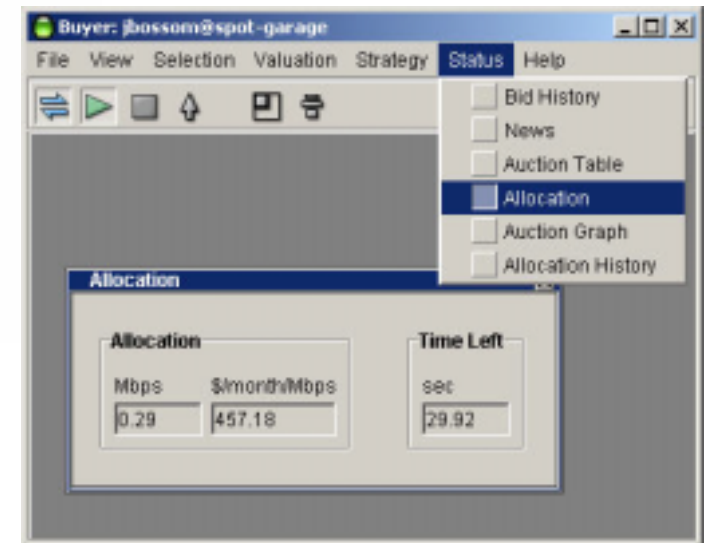 Buyer: jbossom@spot-garage
File View Selection Valuation Strategy Status Help
Bid History
News
Auction Table
Allocation
Auction Graph
Allocation History
Allocation
Allocation
Time Left
Mbps $/month/Mbps sec
0.29 457.18 29.92